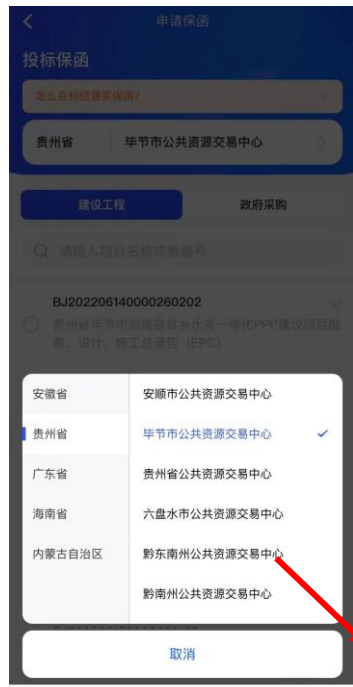 申请保函
投标保函
怎么在标信通买保函?
贵州省 毕节市公共资源交易中心
建设工程 政府采购
请输入项目名称或者编号
BJ202206140000260202
贵州省毕节市纳雍县县乡水务一体化PPP建设项目勘
察、设计、施工总承包（EPC）
安徽省 安顺市公共资源交易中心
贵州省 毕节市公共资源交易中心
广东省 贵州省公共资源交易中心
海南省 六盘水市公共资源交易中心
内蒙古自治区 黔东南州公共资源交易中心
黔南州公共资源交易中心
取消